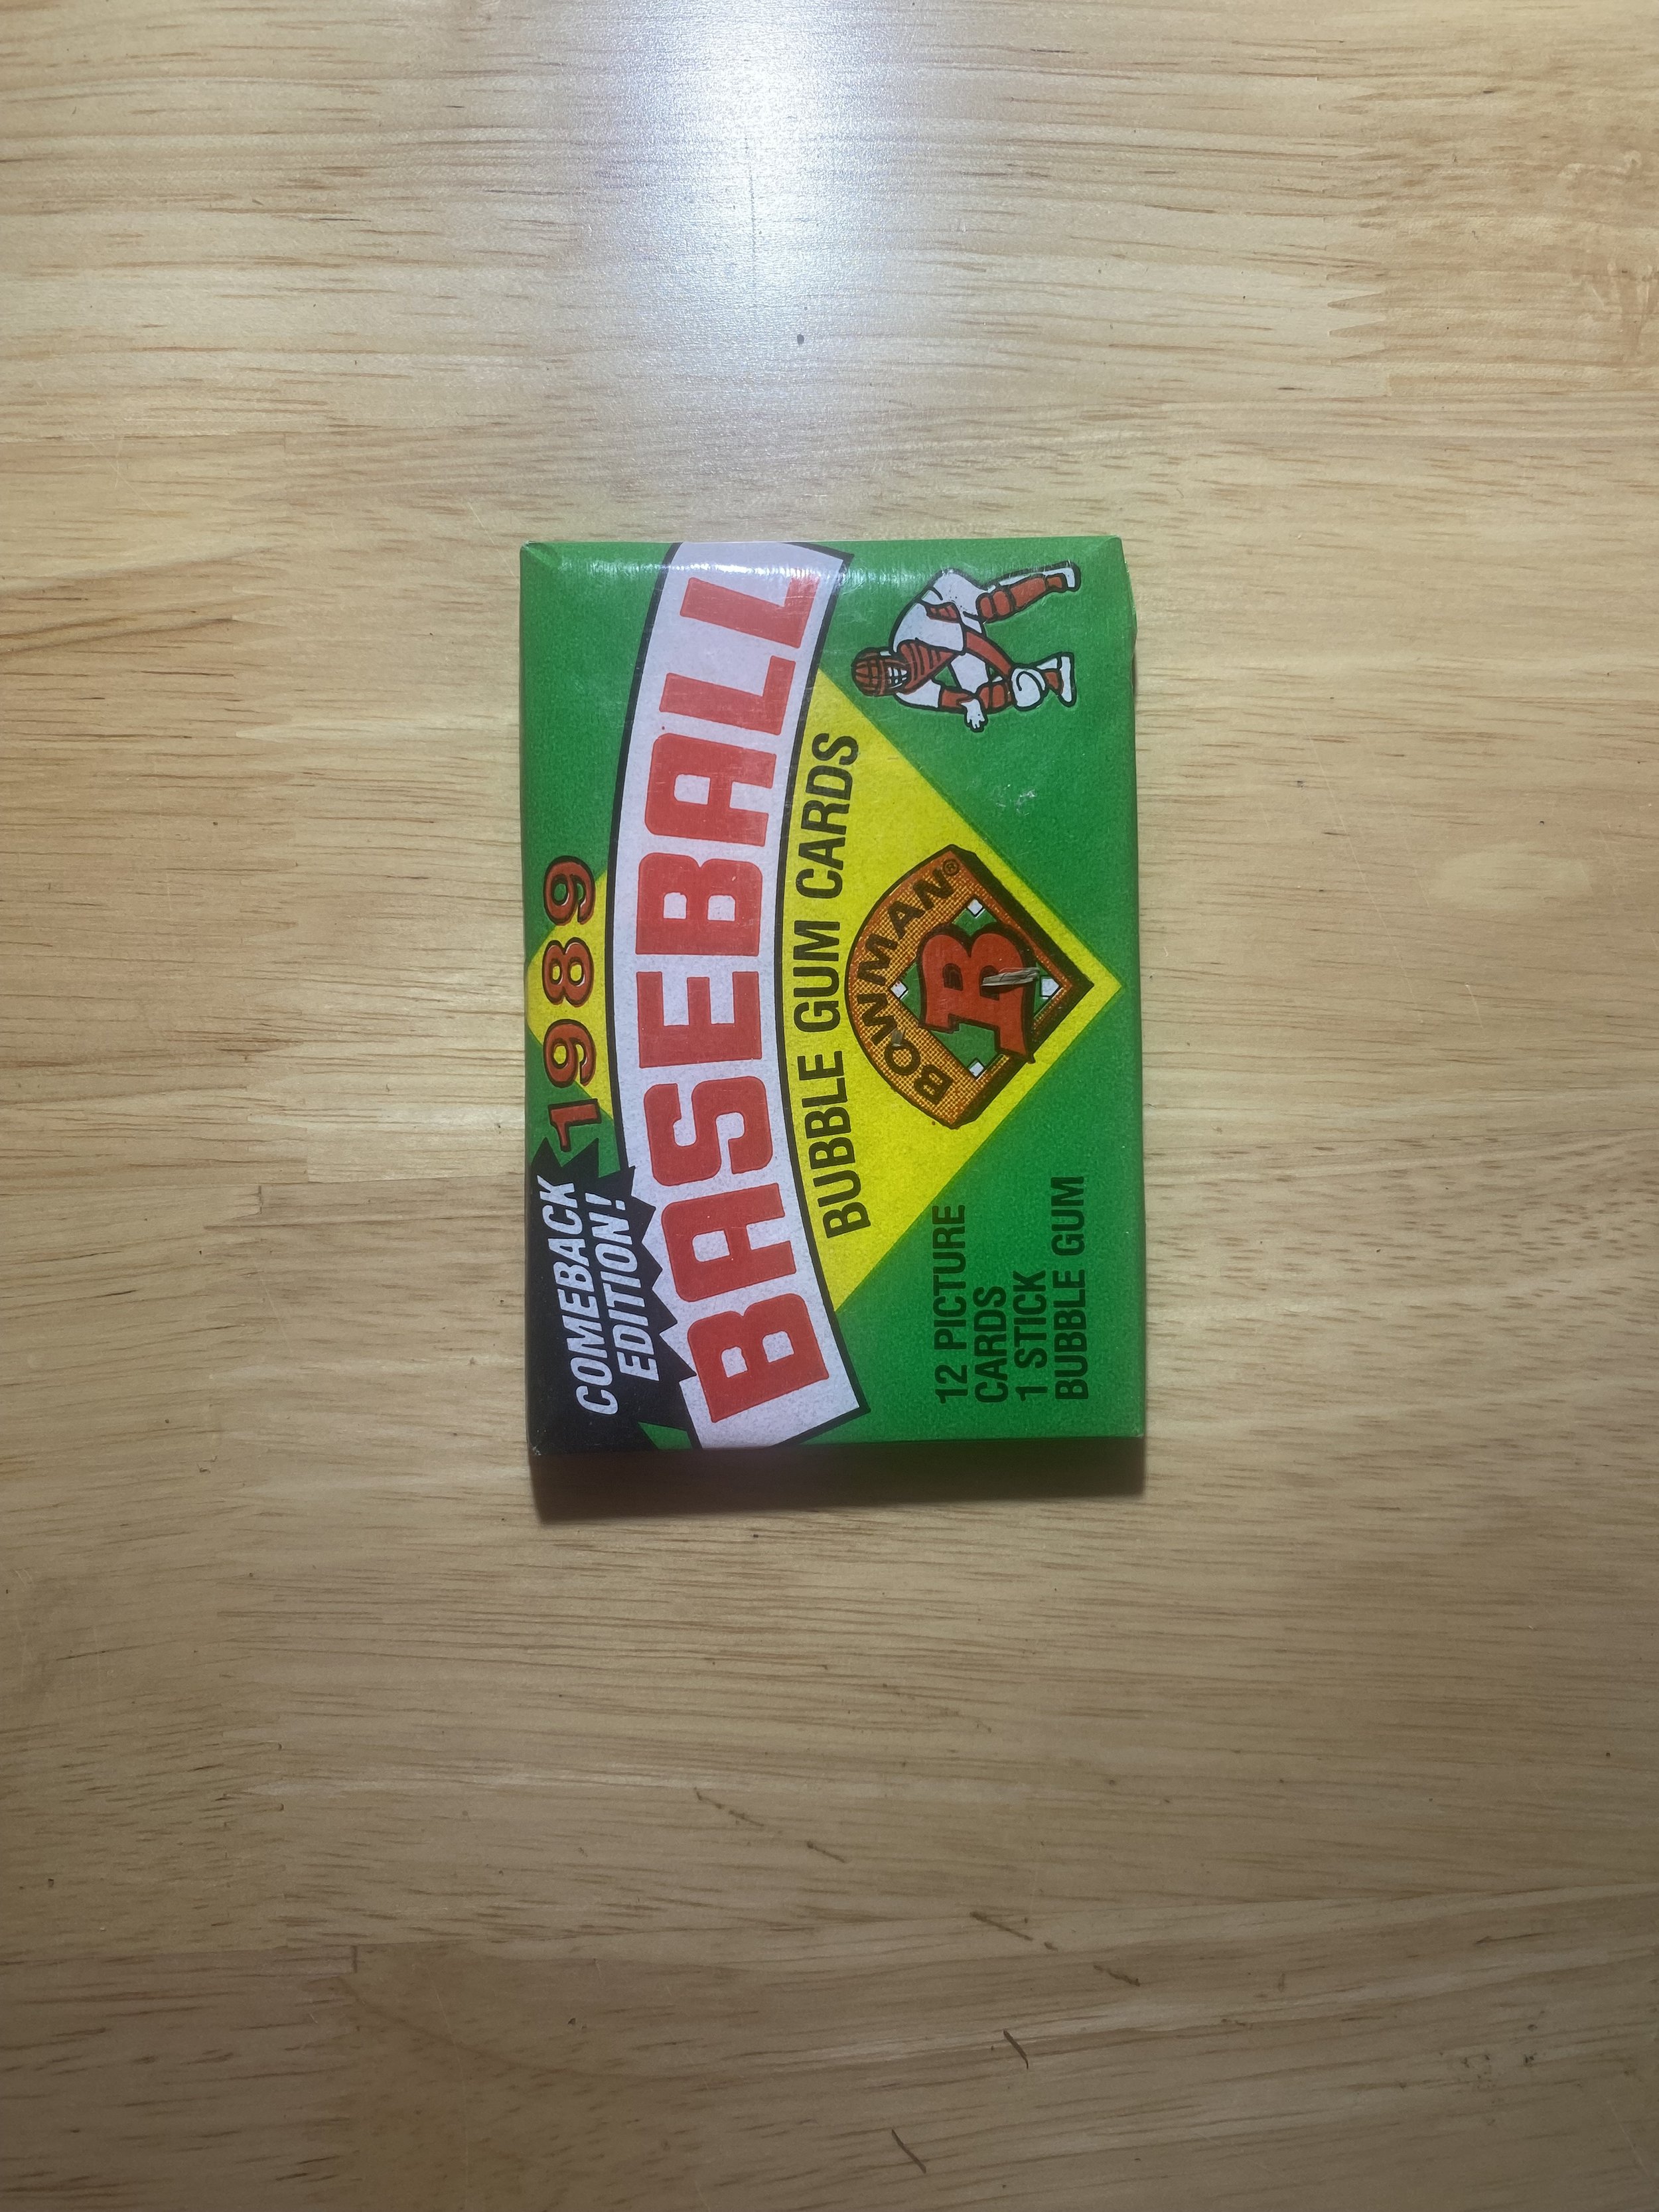 COMEBACK
EDITION!
1989
BASEBALL
BUBBLE GUM CARDS
BOWMAN®
B
12 PICTURE
CARDS
1 STICK
BUBBLE GUM